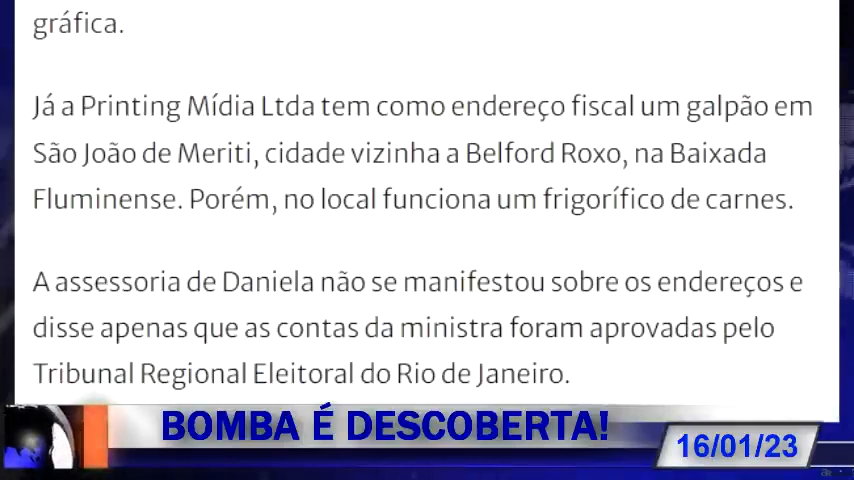 gráfica.
Já a Printing Mídia Ltda tem como endereço fiscal um galpão em
São João de Meriti, cidade vizinha a Belford Roxo, na Baixada
Fluminense. Porém, no local funciona um frigorífico de carnes.
A assessoria de Daniela não se manifestou sobre os endereços e
disse apenas que as contas da ministra foram aprovadas pelo
Tribunal Regional Eleitoral do Rio de Janeiro.
BOMBA É DESCOBERTA!
16/01/23